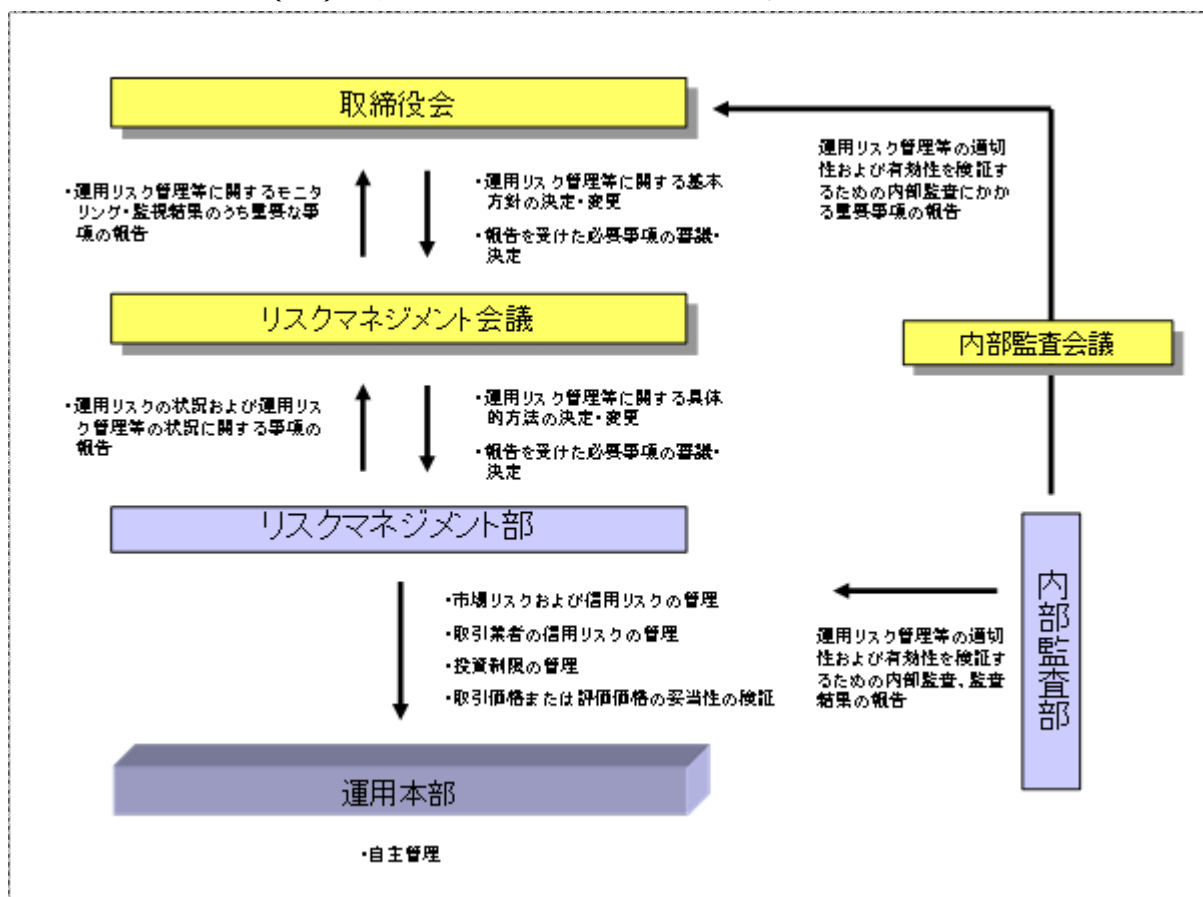 取締役会
運用リスク管理等の適切
性および有効性を検証す
るための内部監査にかか
る重要事項の報告
・運用リスク管理等に関するモニタ
リング・監視結果のうち重要な事
項の報告
・運用リスク管理等に関する基本
方針の決定・変更
・報告を受けた必要事項の審議・
決定
リスクマネジメント会議
内部監査会議
・運用リスクの状況および運用リス
ク管理等の状況に関する事項の
報告
・運用リスク管理等に関する具体
的方法の決定・変更
・報告を受けた必要事項の審議・
決定
リスクマネジメント部
内部監査部
・市場リスクおよび信用リスクの管理
・取引業者の信用リスクの管理
・投資制限の管理
・取引価格または評価価格の妥当性の検証
運用リスク管理等の適切
性および有効性を検証す
るための内部監査、監査
結果の報告
運用本部
・自主管理